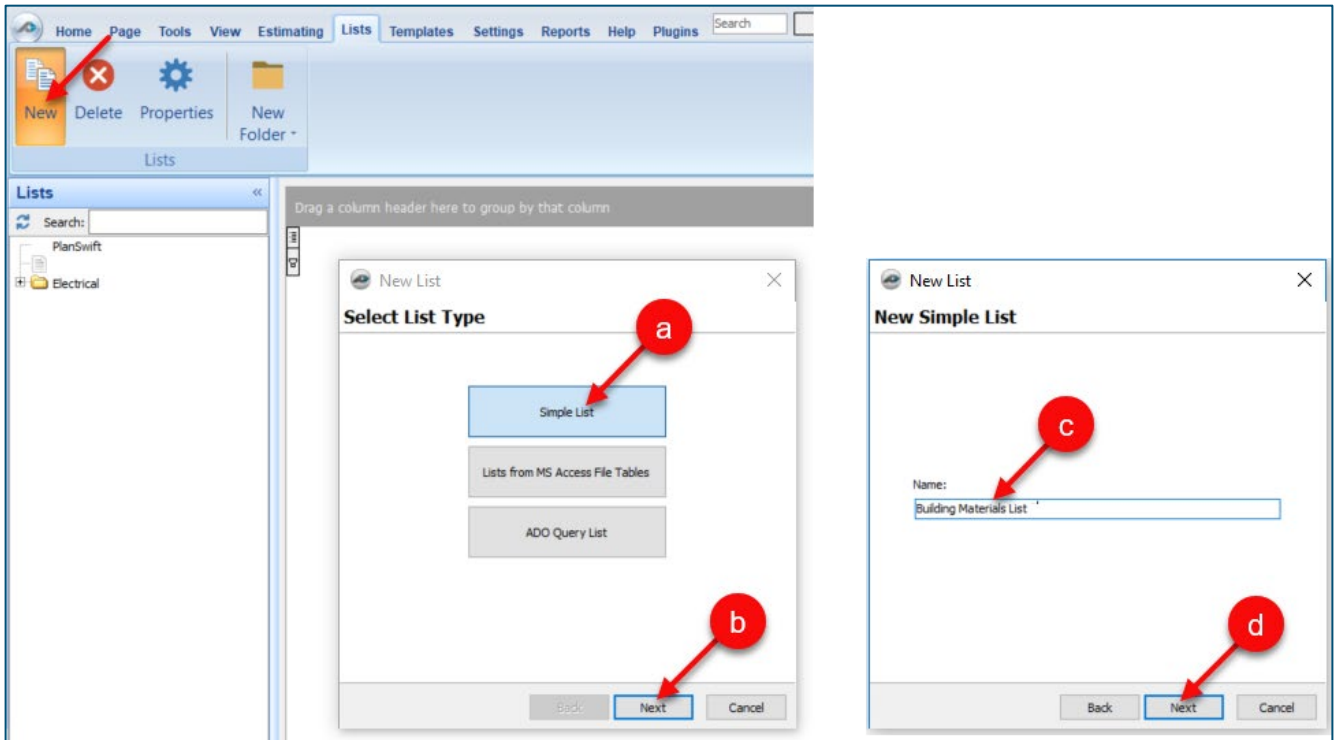 Home Page Tools View Estimating Lists Templates Settings Reports Help Plugins Search
New Delete Properties New Folder
Lists
Lists «
Search:
PlanSwift
Electrical
Drag a column header here to group by that column
New List
Select List Type
a
Simple List
Lists from MS Access File Tables
ADO Query List
b
Back Next Cancel
New List
New Simple List
c
Name:
Building Materials List
d
Back Next Cancel